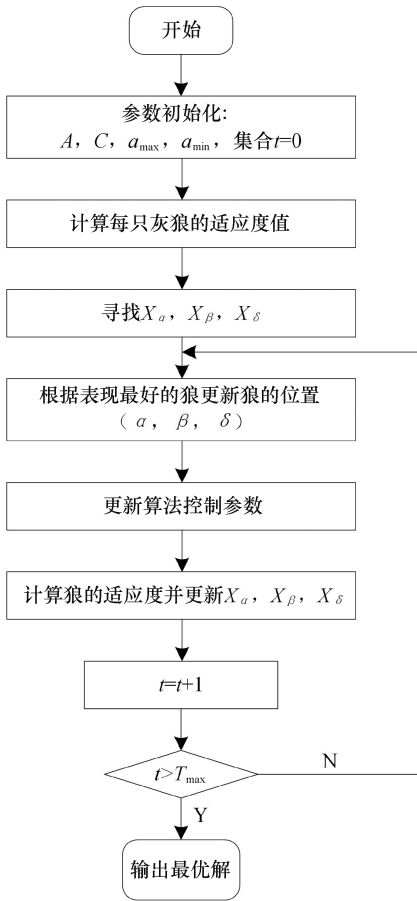 开始
参数初始化:
A，C，aₘₐₓ，aₘᵢₙ，集合t=0
计算每只灰狼的适应度值
寻找Xα，Xβ，Xδ
根据表现最好的狼更新狼的位置
（α，β，δ）
更新算法控制参数
计算狼的适应度并更新Xα，Xβ，Xδ
t=t+1
t>Tₘₐₓ
N
Y
输出最优解